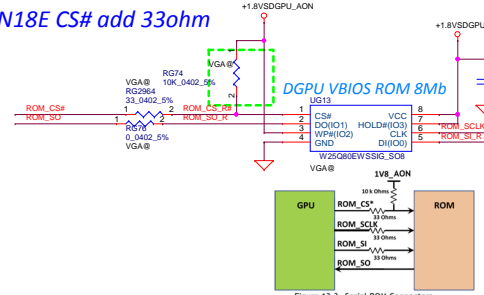 +1.8VSDGPU_AON
N18E CS# add 33ohm
+1.8VSDGPU
VGA@
RG74
10K_0402_5%
VGA@
RG2964
33_0402_5%
DGPU VBIOS ROM 8Mb
UG13
ROM_CS#
1
2
ROM_CS_R#
1
CS#
VCC
8
ROM_SO
1
2
ROM_SO_R
2
DO(IO1)
HOLD#(IO3)
7
3
WP#(IO2)
CLK
6
ROM_SCLK
4
GND
DI(IO0)
5
ROM_SI_R
RG76
0_0402_5%
VGA@
W25Q80EWSSIG_SO8
VGA@
1V8_AON
10 k Ohms
GPU
ROM
ROM_CS*
33 Ohms
ROM_SCLK
33 Ohms
ROM_SI
33 Ohms
ROM_SO